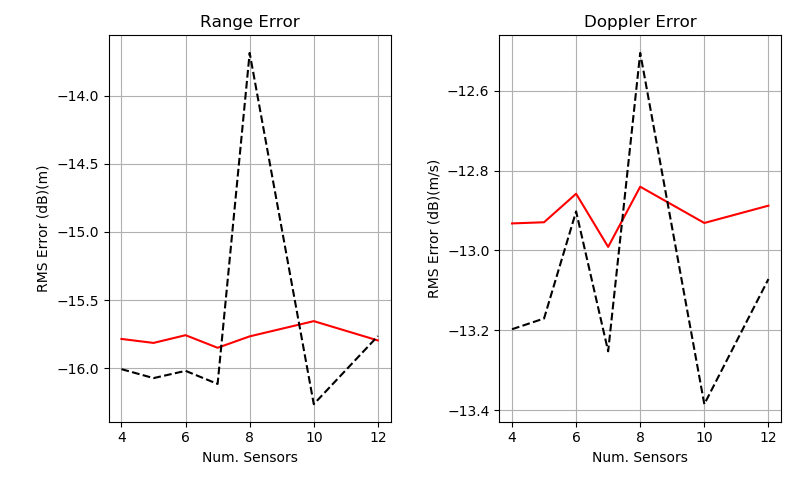 Range Error
RMS Error (dB)(m)
−14.0
−14.5
−15.0
−15.5
−16.0
4 6 8 10 12
Num. Sensors
Doppler Error
RMS Error (dB)(m/s)
−12.6
−12.8
−13.0
−13.2
−13.4
4 6 8 10 12
Num. Sensors